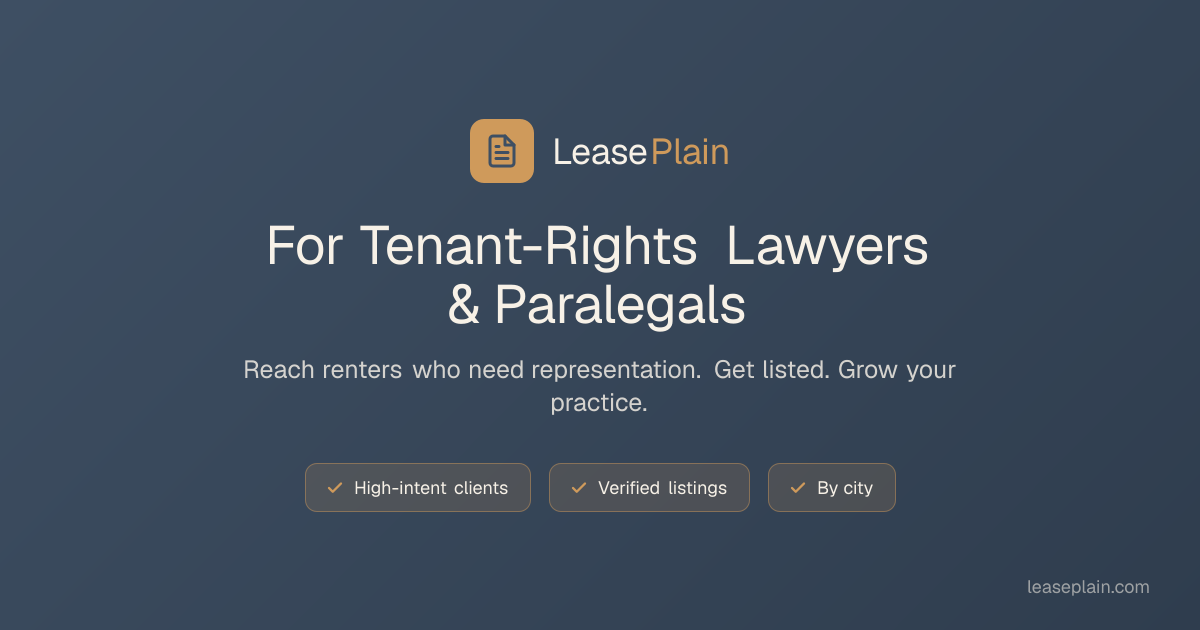 LeasePlain
For Tenant-Rights Lawyers
& Paralegals
Reach renters who need representation. Get listed. Grow your
practice.
High-intent clients
Verified listings
By city
leaseplain.com